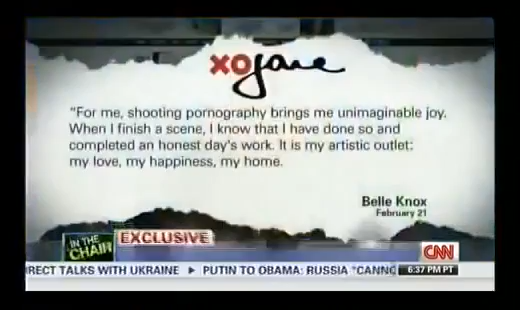 xojane
"For me, shooting pornography brings me unimaginable joy.
When I finish a scene, I know that I have done so and
completed an honest day's work. It is my artistic outlet:
my love, my happiness, my home.
Belle Knox
February 21
IN THE
CHAIR
EXCLUSIVE
CNN
RECT TALKS WITH UKRAINE ▶ PUTIN TO OBAMA: RUSSIA "CANNO
6:37 PM PT